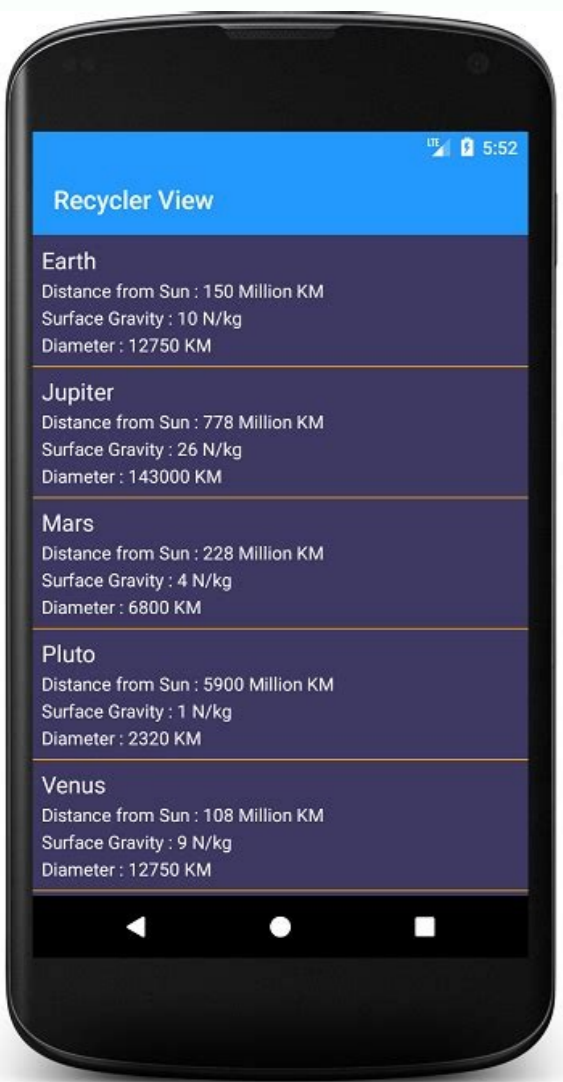 LTE 5:52
Recycler View
Earth
Distance from Sun : 150 Million KM
Surface Gravity : 10 N/kg
Diameter : 12750 KM
Jupiter
Distance from Sun : 778 Million KM
Surface Gravity : 26 N/kg
Diameter : 143000 KM
Mars
Distance from Sun : 228 Million KM
Surface Gravity : 4 N/kg
Diameter : 6800 KM
Pluto
Distance from Sun : 5900 Million KM
Surface Gravity : 1 N/kg
Diameter : 2320 KM
Venus
Distance from Sun : 108 Million KM
Surface Gravity : 9 N/kg
Diameter : 12750 KM